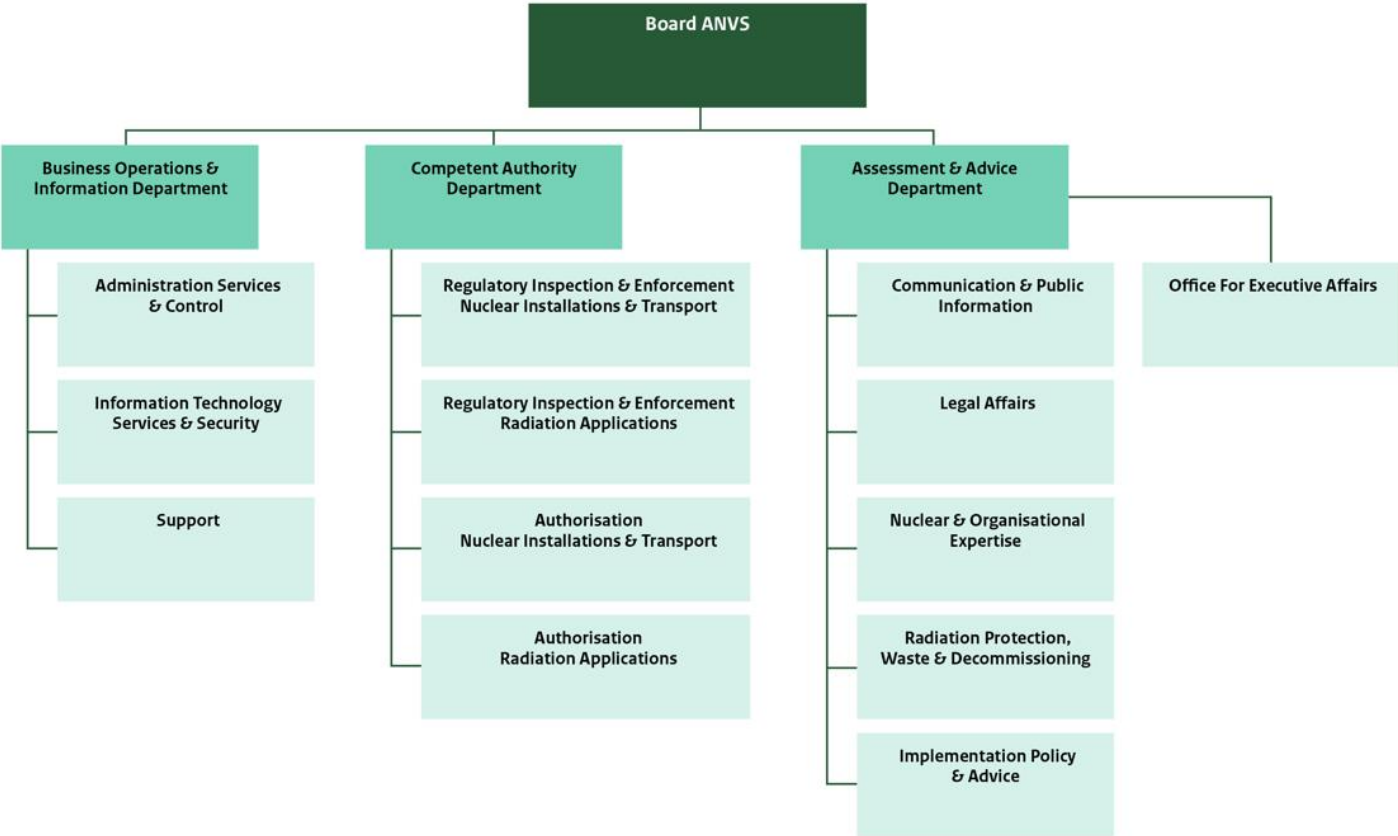 Board ANVS
Business Operations &
Information Department
Competent Authority
Department
Assessment & Advice
Department
Administration Services
& Control
Information Technology
Services & Security
Support
Regulatory Inspection & Enforcement
Nuclear Installations & Transport
Regulatory Inspection & Enforcement
Radiation Applications
Authorisation
Nuclear Installations & Transport
Authorisation
Radiation Applications
Communication & Public
Information
Legal Affairs
Nuclear & Organisational
Expertise
Radiation Protection,
Waste & Decommissioning
Implementation Policy
& Advice
Office For Executive Affairs